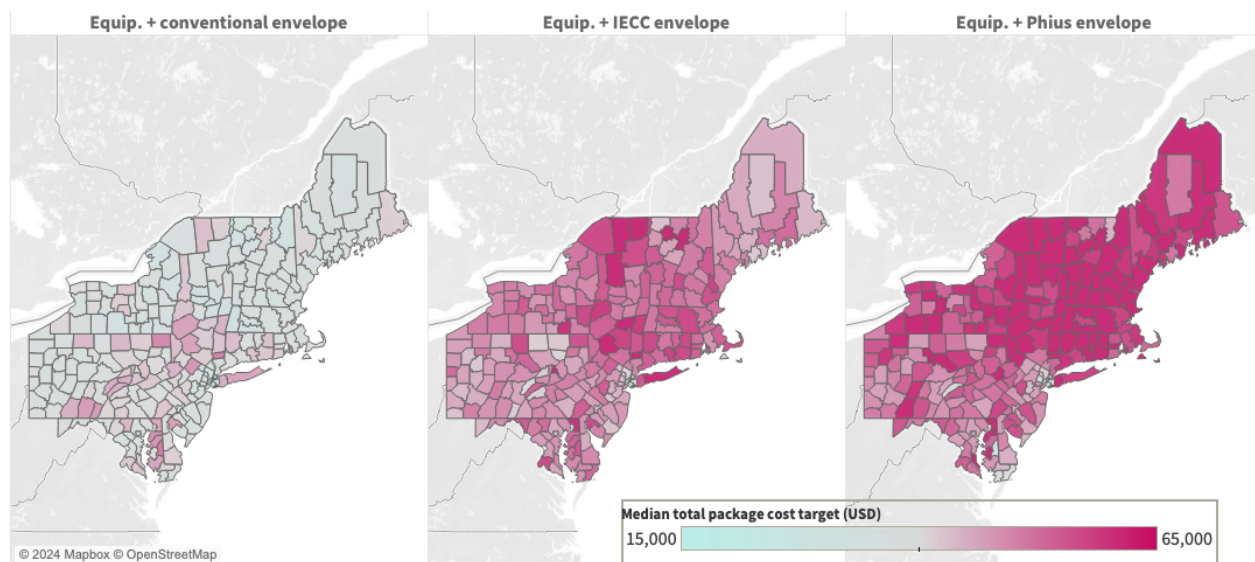 Equip. + conventional envelope
Equip. + IECC envelope
Equip. + Phius envelope
© 2024 Mapbox © OpenStreetMap
Median total package cost target (USD)
15,000
65,000